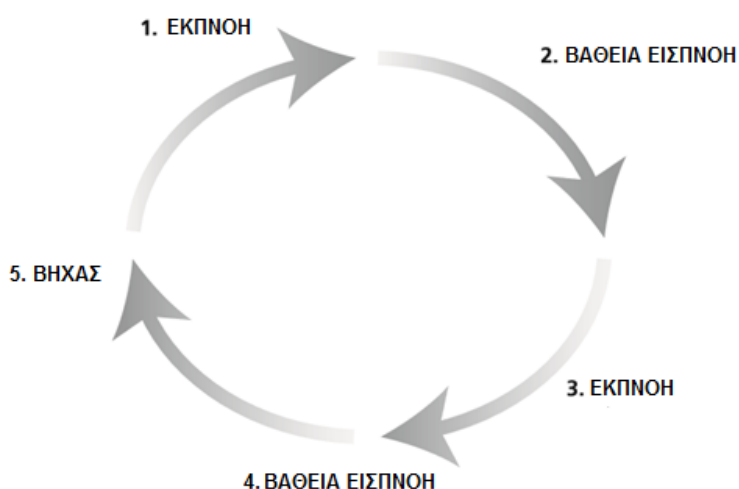 1. ΕΚΠΝΟΗ
2. ΒΑΘΕΙΑ ΕΙΣΠΝΟΗ
3. ΕΚΠΝΟΗ
4. ΒΑΘΕΙΑ ΕΙΣΠΝΟΗ
5. ΒΗΧΑΣ